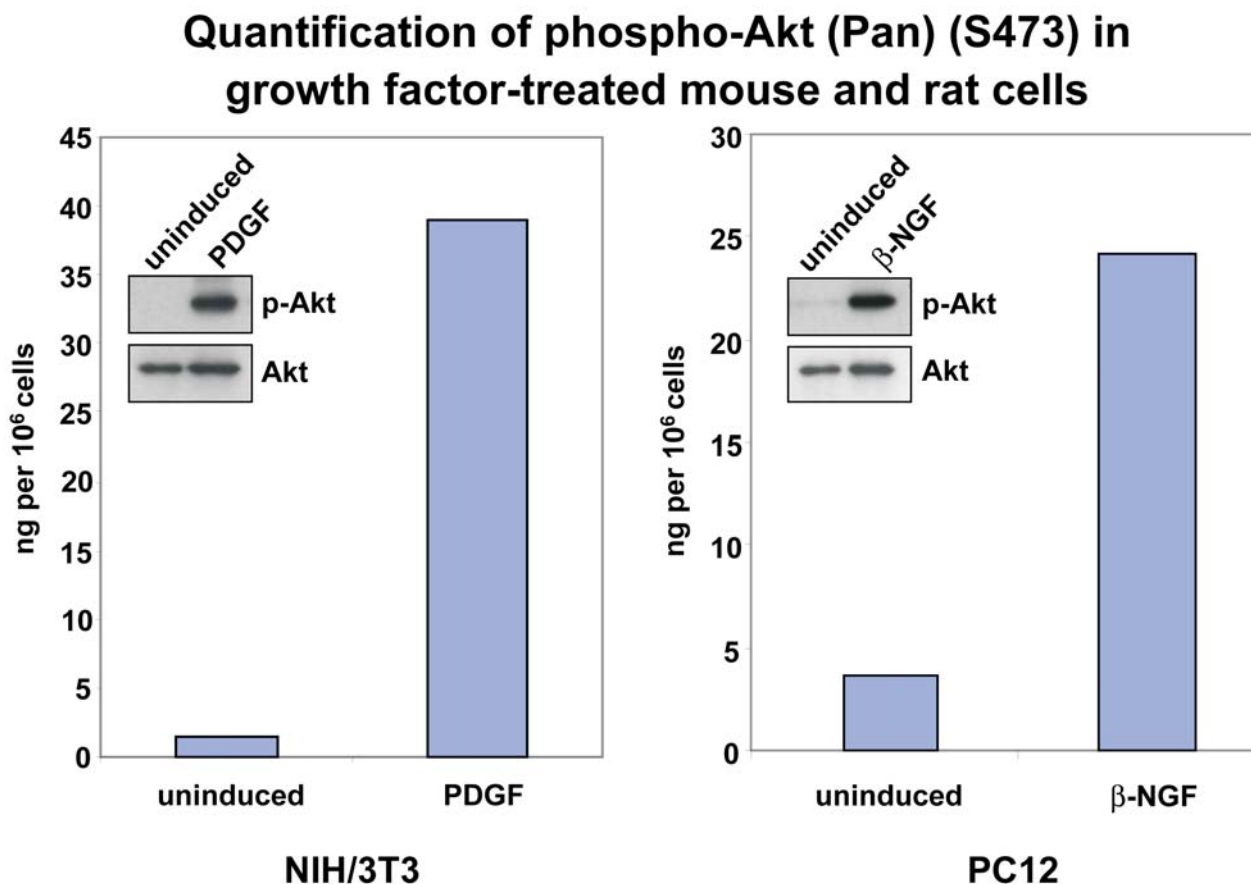 Quantification of phospho-Akt (Pan) (S473) in
growth factor-treated mouse and rat cells
45
40
35
30
25
20
15
10
5
0
ng per 10⁶ cells
uninduced
PDGF
p-Akt
Akt
uninduced
PDGF
NIH/3T3
30
25
20
15
10
5
0
ng per 10⁶ cells
uninduced
β-NGF
p-Akt
Akt
uninduced
β-NGF
PC12